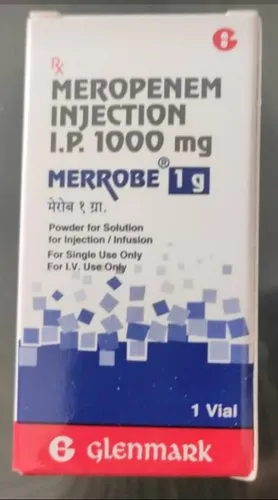 Rx
MEROPENEM
INJECTION
I.P. 1000 mg
MERROBE® 1 g
मेरोब १ ग्रा.
Powder for Solution
for Injection / Infusion
For Single Use Only
For I.V. Use Only
1 Vial
G glenmark